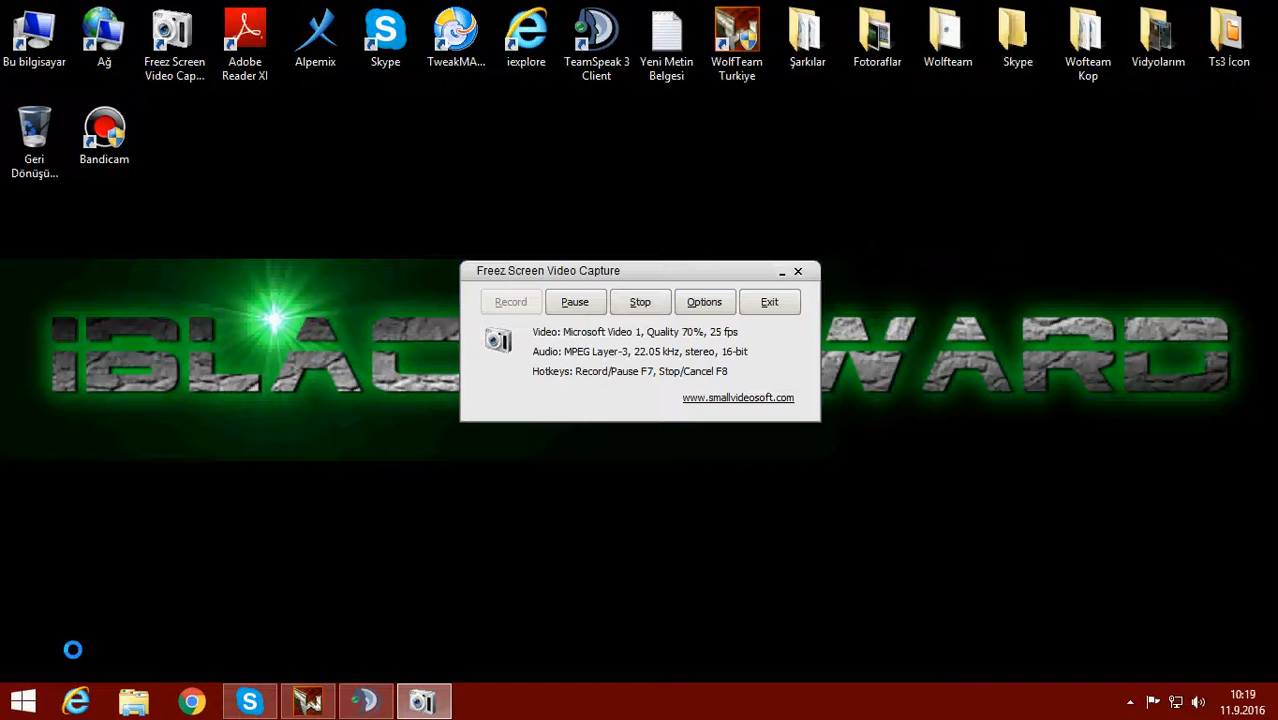 Bu bilgisayar
Ağ
Freez Screen
Video Cap...
Adobe
Reader XI
Alpemix
Skype
TweakMA...
iexplore
TeamSpeak 3
Client
Yeni Metin
Belgesi
WolfTeam
Turkiye
Şarkılar
Fotoraflar
Wolfteam
Skype
Wofteam
Kop
Vidyolarım
Ts3 İcon
Geri
Dönüşü...
Bandicam
Freez Screen Video Capture
Record
Pause
Stop
Options
Exit
Video: Microsoft Video 1, Quality 70%, 25 fps
Audio: MPEG Layer-3, 22.05 kHz, stereo, 16-bit
Hotkeys: Record/Pause F7, Stop/Cancel F8
www.smallvideosoft.com
10:19
11.9.2016